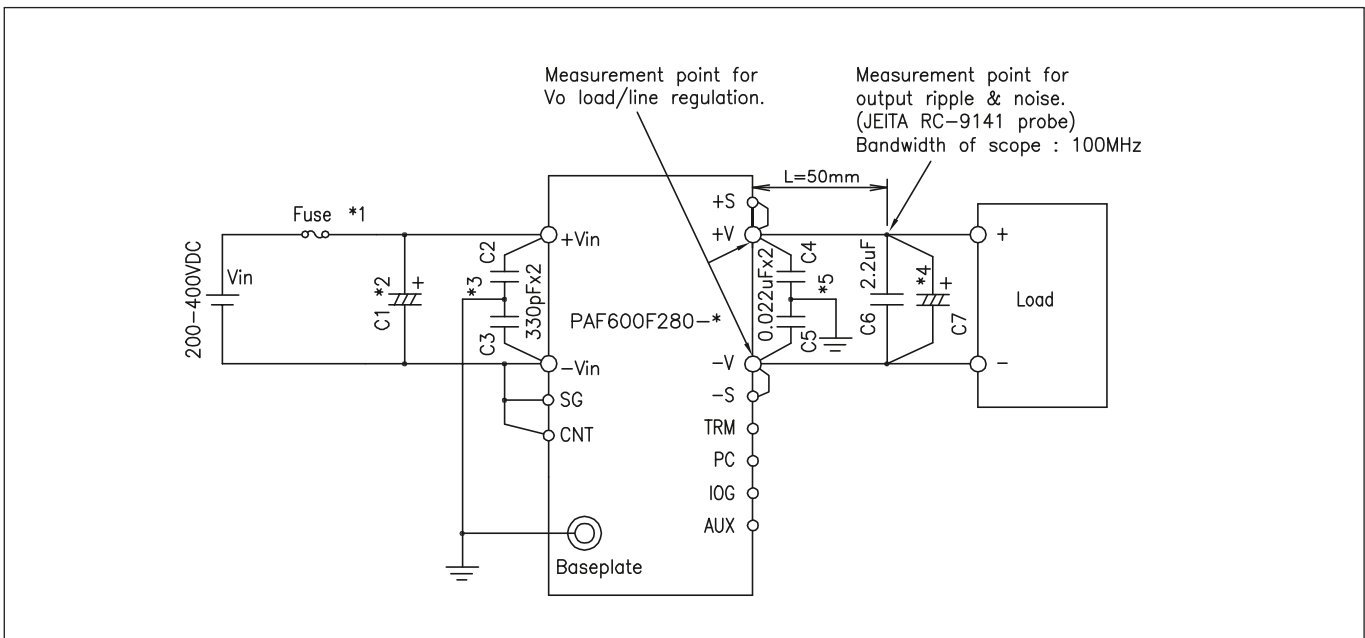 Measurement point for
Vo load/line regulation.
Measurement point for
output ripple & noise.
(JEITA RC-9141 probe)
Bandwidth of scope : 100MHz
L=50mm
Fuse *1
200-400VDC
Vin
C1
*2
+
+Vin
C2
*3
330pFx2
C3
-Vin
SG
CNT
PAF600F280-*
Baseplate
+S
+V
-V
-S
TRM
PC
IOG
AUX
C4
0.022uFx2
*5
C5
2.2uF
C6
*4
+
C7
+
Load
-